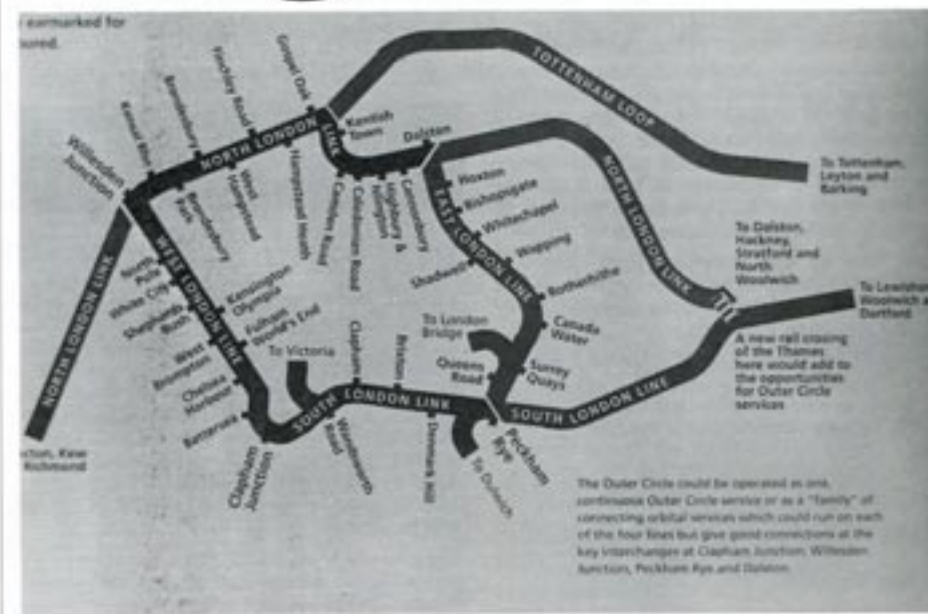 earmarked for
Gospel Oak
Finchley Road
Brondesbury
Kensal Rise
Willesden
Junction
NORTH LONDON
LINK
Kentish
Town
Dalston
TOTTENHAM LOOP
To Tottenham,
Leyton and
Barking
Brondesbury
Park
West
Hampstead
Hampstead Heath
Camden Road
Caledonian Road
Highbury &
Islington
Canonbury
Hoxton
Bishopsgate
Whitechapel
Shadwell
Wapping
Rotherhithe
EAST LONDON LINE
NORTH LONDON LINK
To Dalston,
Hackney,
Stratford and
North
Woolwich
To Lewisham
Woolwich a
Dartford
A new rail crossing
of the Thames
here would add to
the opportunities
for Outer Circle
services
NORTH LONDON LINK
WEST LONDON LINE
North
Pole
White City
Shepherds
Bush
Kensington
Olympia
Fulham
World's End
West
Brompton
Chelsea
Harbour
Battersea
Clapham
Junction
To Victoria
SOUTH LONDON LINK
Wandsworth
Road
Clapham
Brixton
Denmark Hill
To London
Bridge
Queens
Road
Canada
Water
Surrey
Quays
Peckham
Rye
To Dulwich
SOUTH LONDON LINE
cton, Kew
Richmond
The Outer Circle could be operated as one,
continuous Outer Circle service or as a "family" of
connecting orbital services which could run on each
of the four lines but give good connections at the
key interchanges at Clapham Junction, Willesden
Junction, Peckham Rye and Dalston.